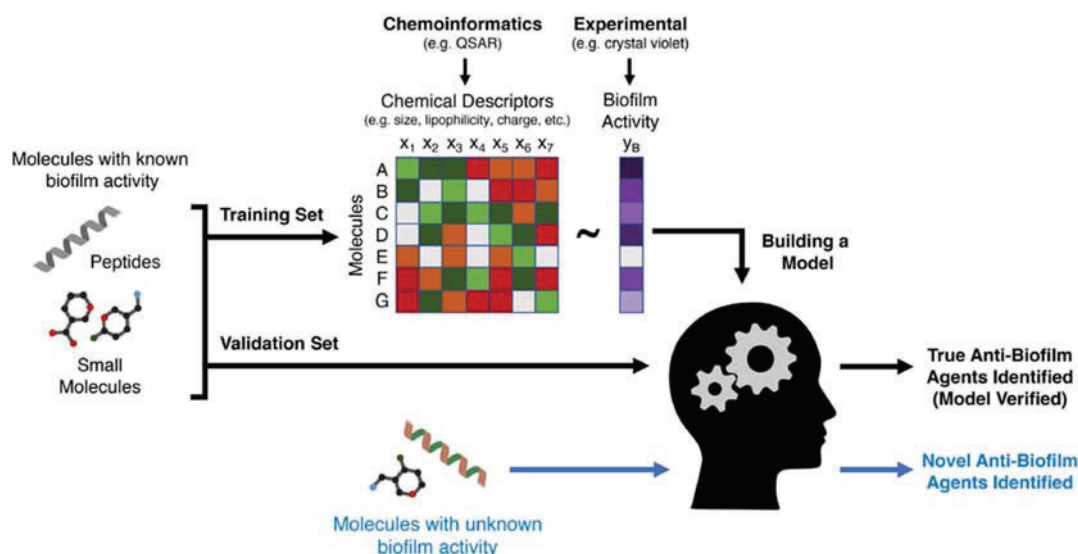 Chemoinformatics
(e.g. QSAR)
Experimental
(e.g. crystal violet)
Chemical Descriptors
(e.g. size, lipophilicity, charge, etc.)
Biofilm
Activity
x1 x2 x3 x4 x5 x6 x7
yB
Molecules with known
biofilm activity
Peptides
Small
Molecules
Training Set
Validation Set
Molecules
A
B
C
D
E
F
G
~
Building a
Model
True Anti-Biofilm
Agents Identified
(Model Verified)
Novel Anti-Biofilm
Agents Identified
Molecules with unknown
biofilm activity